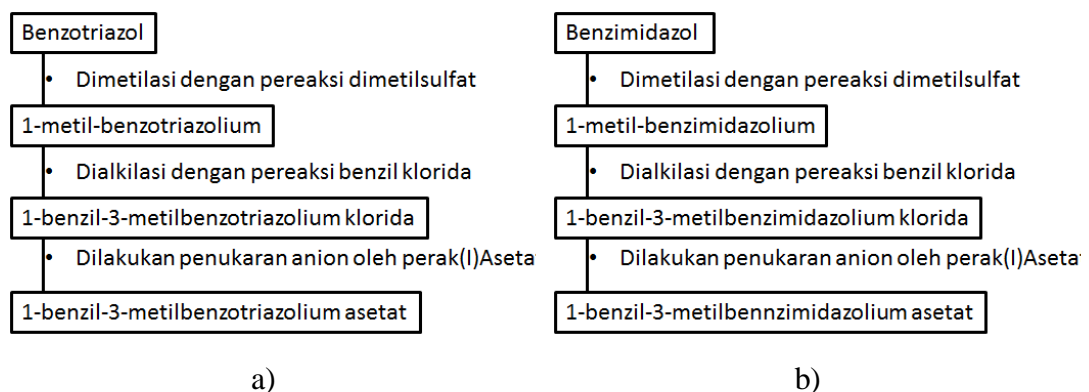 Benzotriazol
• Dimetilasi dengan pereaksi dimetilsulfat
1-metil-benzotriazolium
• Dialkilasi dengan pereaksi benzil klorida
1-benzil-3-metilbenzotriazolium klorida
• Dilakukan penukaran anion oleh perak(I)Aseta
1-benzil-3-metilbenzotriazolium asetat
a)
Benzimidazol
• Dimetilasi dengan pereaksi dimetilsulfat
1-metil-benzimidazolium
• Dialkilasi dengan pereaksi benzil klorida
1-benzil-3-metilbenzimidazolium klorida
• Dilakukan penukaran anion oleh perak(I)Aseta
1-benzil-3-metilbennzimidazolium asetat
b)